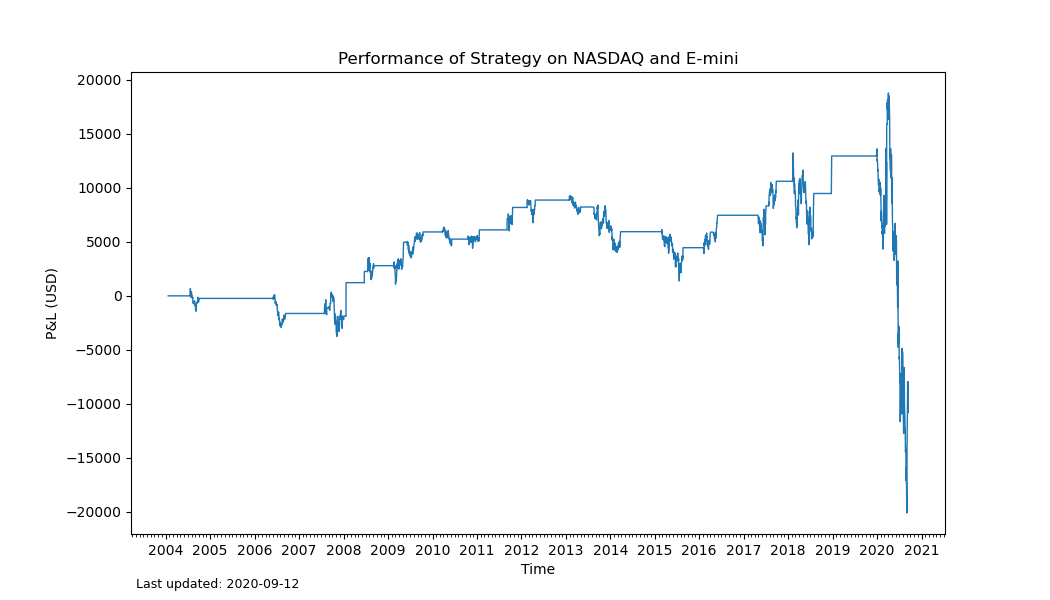 Performance of Strategy on NASDAQ and E-mini
20000
15000
10000
5000
0
−5000
−10000
−15000
−20000
P&L (USD)
2004 2005 2006 2007 2008 2009 2010 2011 2012 2013 2014 2015 2016 2017 2018 2019 2020 2021
Time
Last updated: 2020-09-12